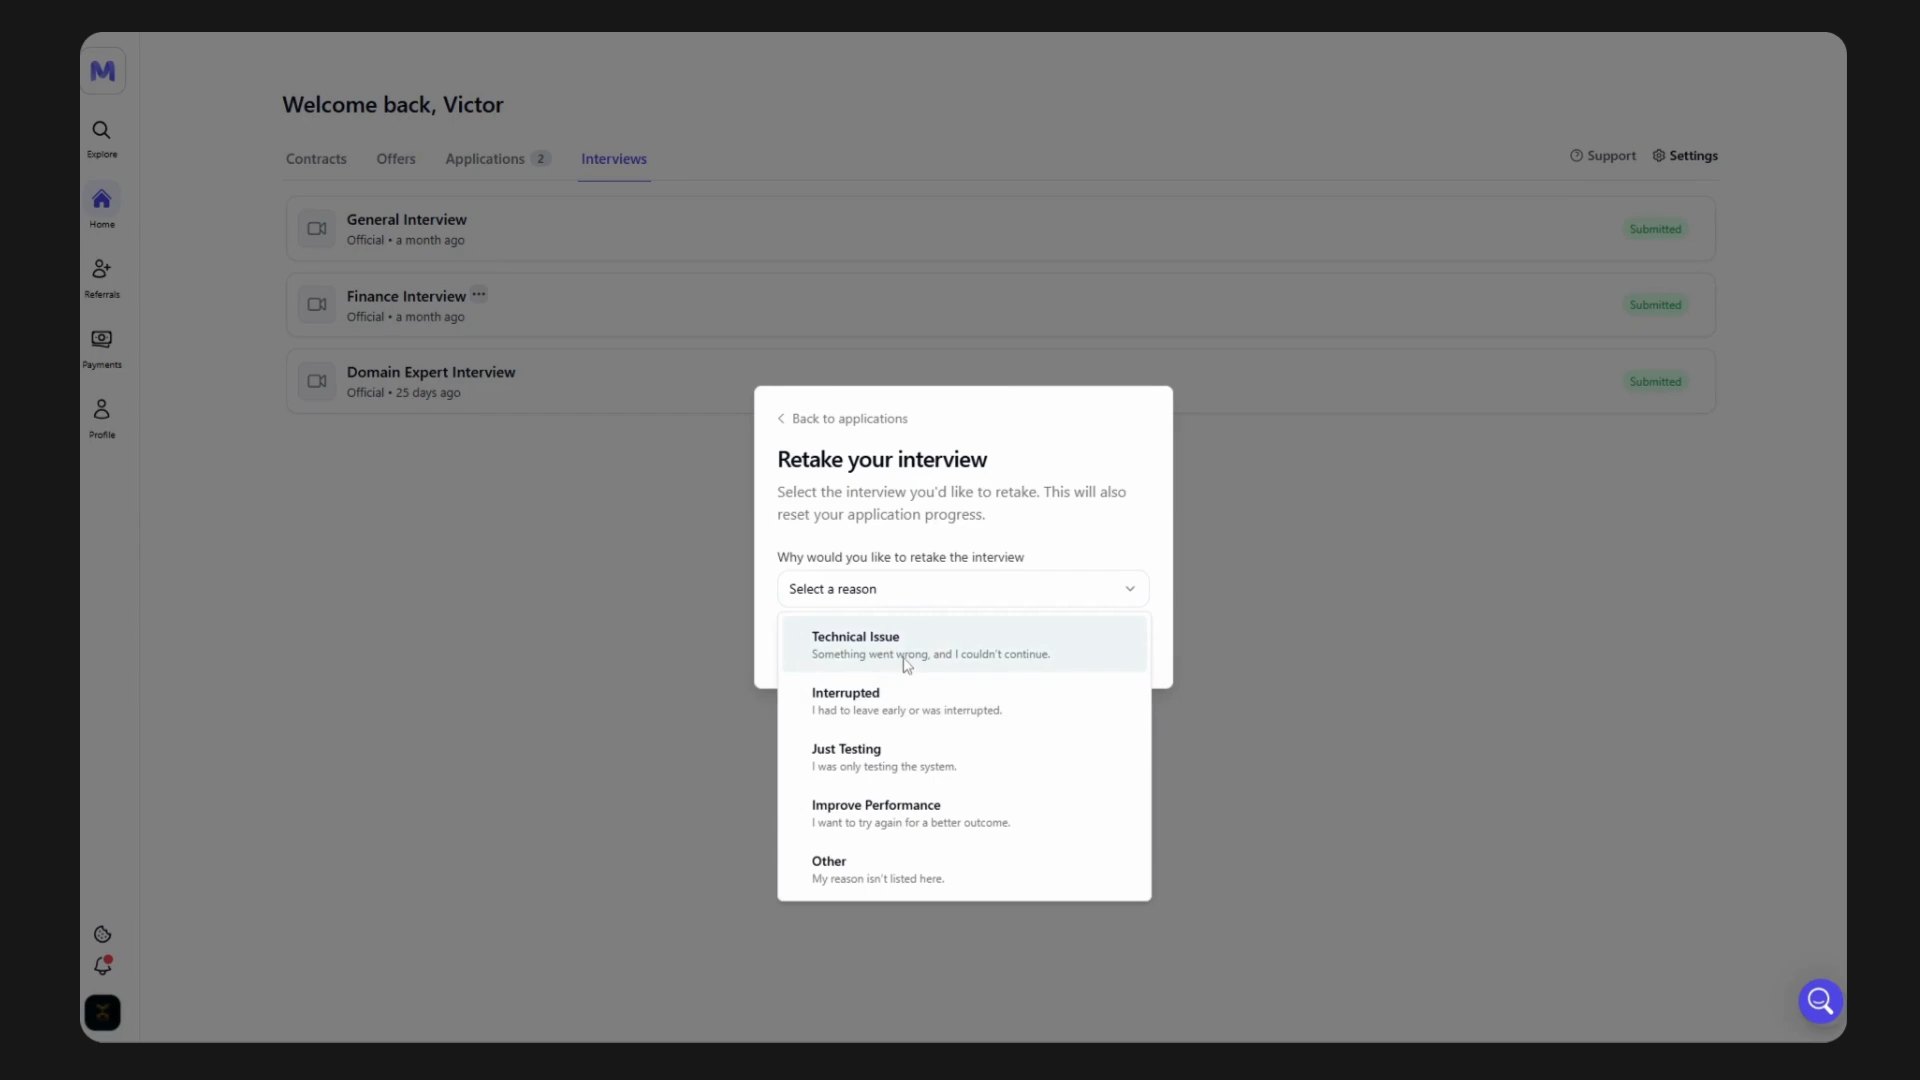 M
Explore
Home
Referrals
Payments
Profile
Welcome back, Victor
Contracts
Offers
Applications 2
Interviews
Support
Settings
General Interview
Official • a month ago
Submitted
Finance Interview ···
Official • a month ago
Submitted
Domain Expert Interview
Official • 25 days ago
Submitted
Back to applications
Retake your interview
Select the interview you'd like to retake. This will also
reset your application progress.
Why would you like to retake the interview
Select a reason
Technical Issue
Something went wrong, and I couldn't continue.
Interrupted
I had to leave early or was interrupted.
Just Testing
I was only testing the system.
Improve Performance
I want to try again for a better outcome.
Other
My reason isn't listed here.